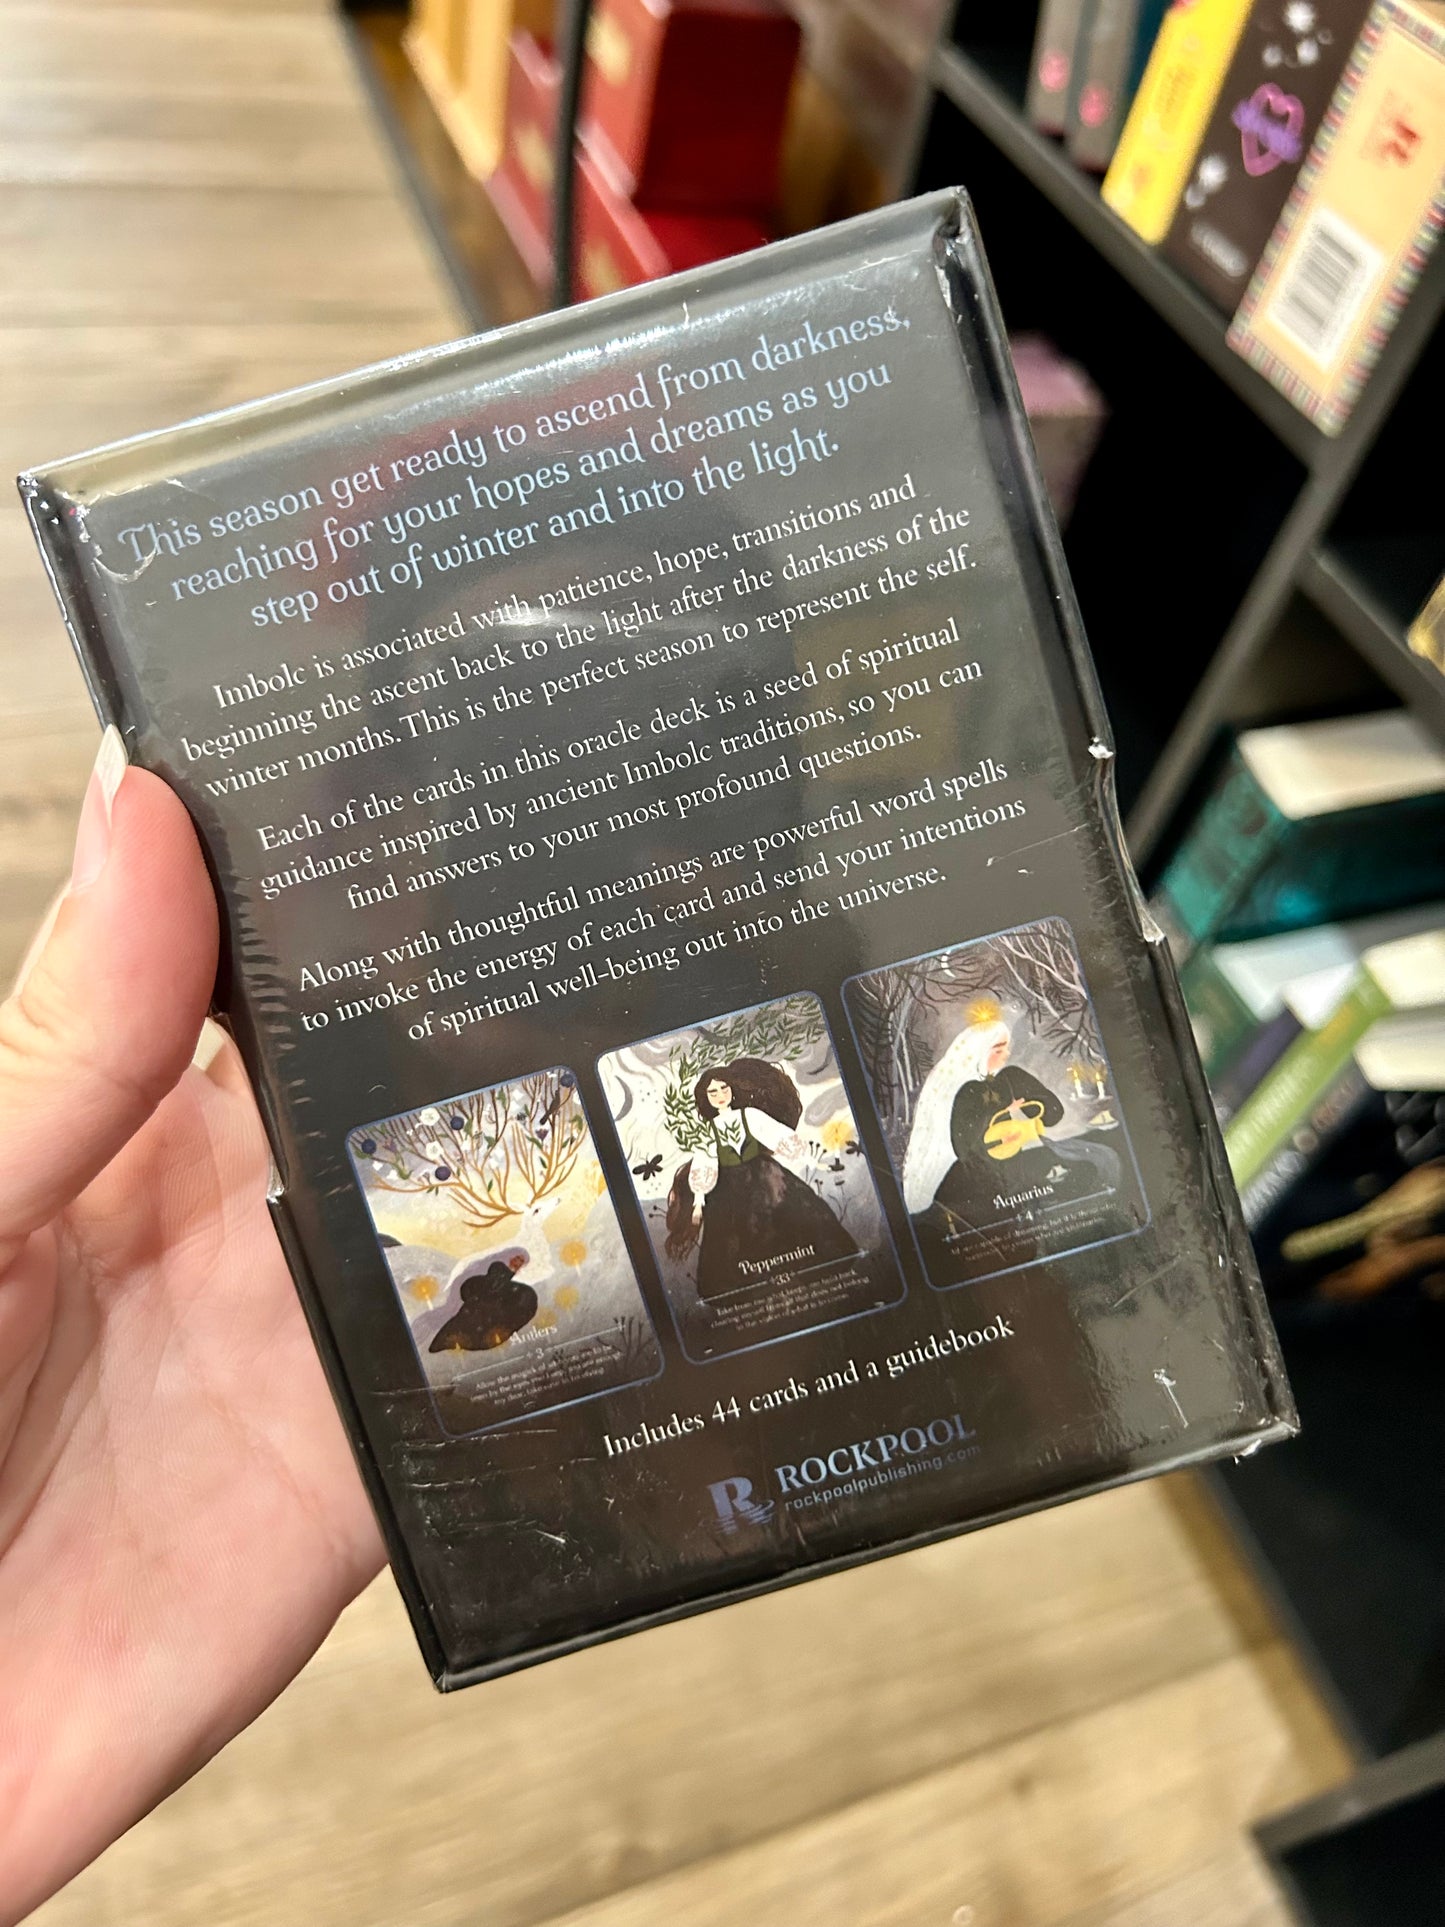 This season get ready to ascend from darkness,
reaching for your hopes and dreams as you
step out of winter and into the light.
Imbolc is associated with patience, hope, transitions and
beginning the ascent back to the light after the darkness of the
winter months. This is the perfect season to represent the self.
Each of the cards in this oracle deck is a seed of spiritual
guidance inspired by ancient Imbolc traditions, so you can
find answers to your most profound questions.
Along with thoughtful meanings are powerful word spells
to invoke the energy of each card and send your intentions
of spiritual well-being out into the universe.
Antlers
3
Peppermint
33
Aquarius
4
Includes 44 cards and a guidebook
R ROCKPOOL
rockpoolpublishing.com